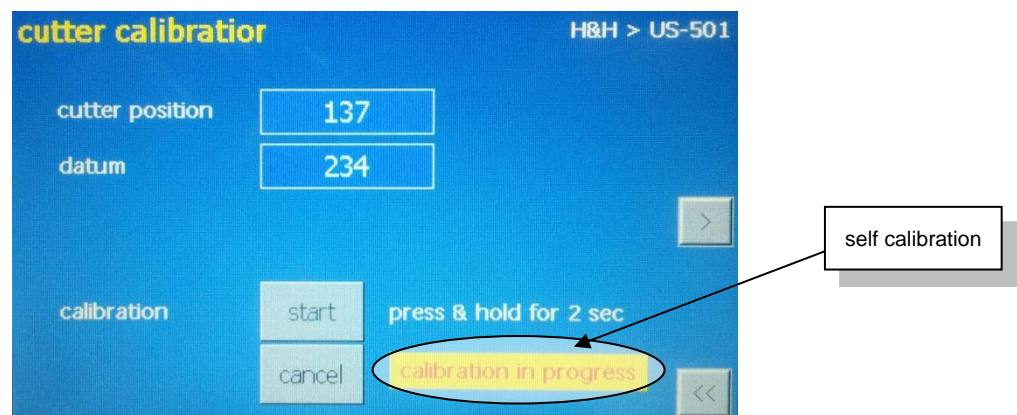 cutter calibratior
H&H > US-501
cutter position 137
datum 234
>
self calibration
calibration start press & hold for 2 sec
cancel calibration in progress
<<